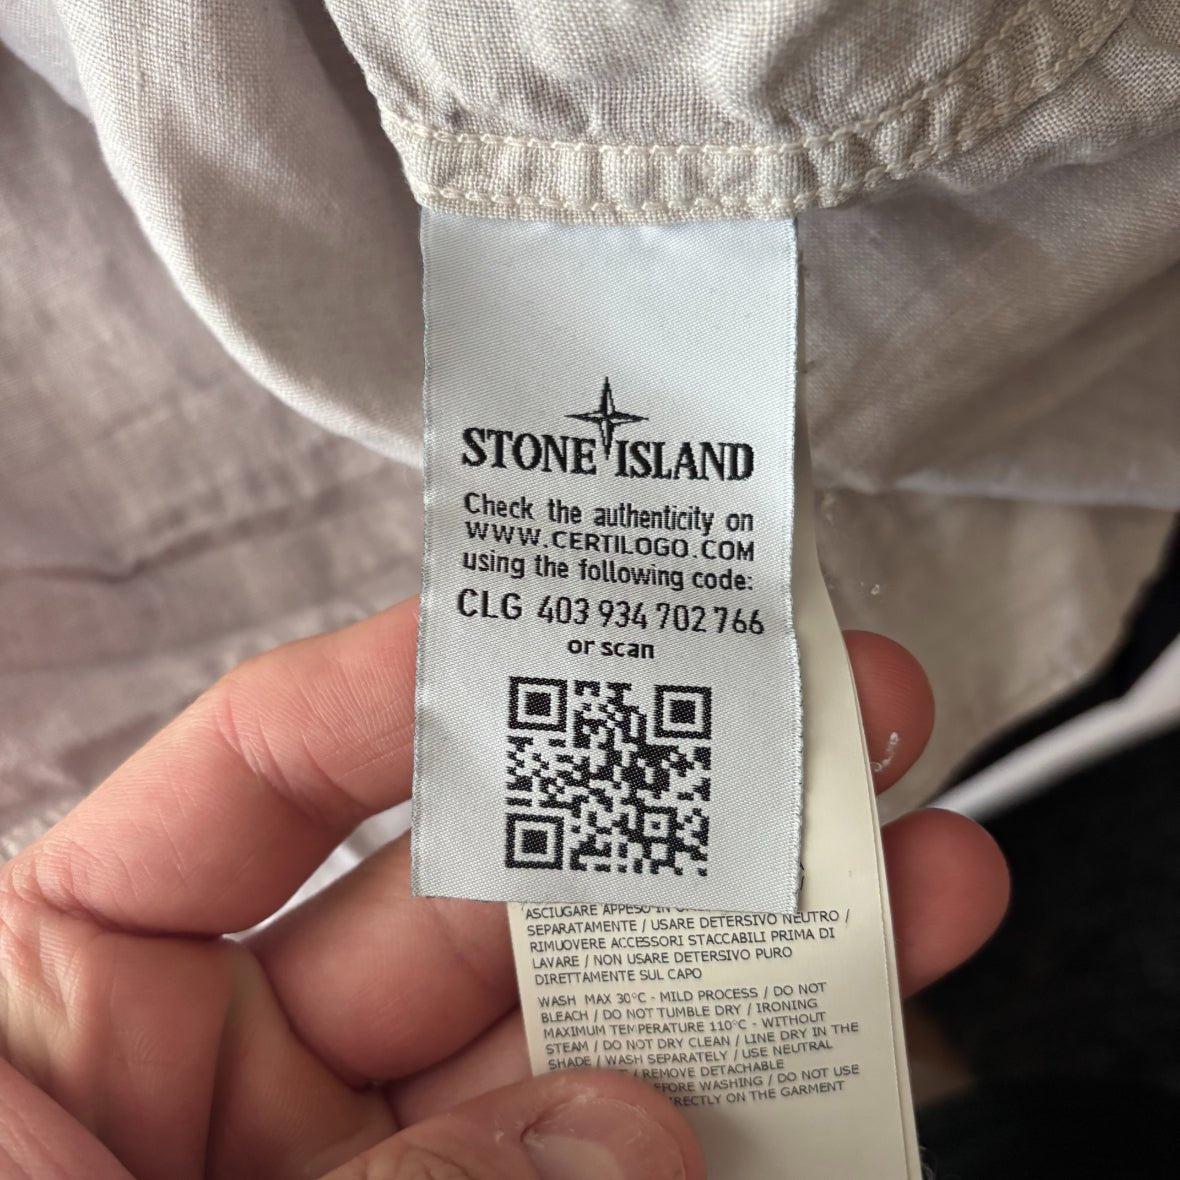 STONE ISLAND
Check the authenticity on
WWW.CERTILOGO.COM
using the following code:
CLG 403 934 702 766
or scan
ASCIUGARE APPESO IN
SEPARATAMENTE / USARE DETERSIVO NEUTRO /
RIMUOVERE ACCESSORI STACCABILI PRIMA DI
LAVARE / NON USARE DETERSIVO PURO
DIRETTAMENTE SUL CAPO
WASH MAX 30°C - MILD PROCESS / DO NOT
BLEACH / DO NOT TUMBLE DRY / IRONING
MAXIMUM TEMPERATURE 110°C - WITHOUT
STEAM / DO NOT DRY CLEAN / LINE DRY IN THE
SHADE / WASH SEPARATELY / USE NEUTRAL
/ REMOVE DETACHABLE
BEFORE WASHING / DO NOT USE
DIRECTLY ON THE GARMENT